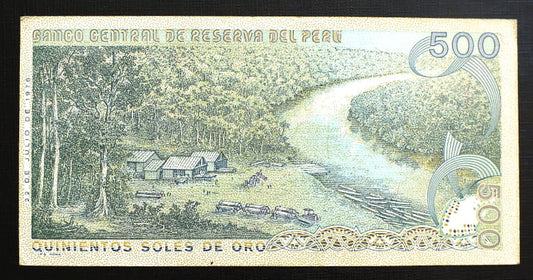 BANCO CENTRAL DE RESERVA DEL PERU
500
22 DE JULIO DE 1976
500
QUINIENTOS SOLES DE ORO